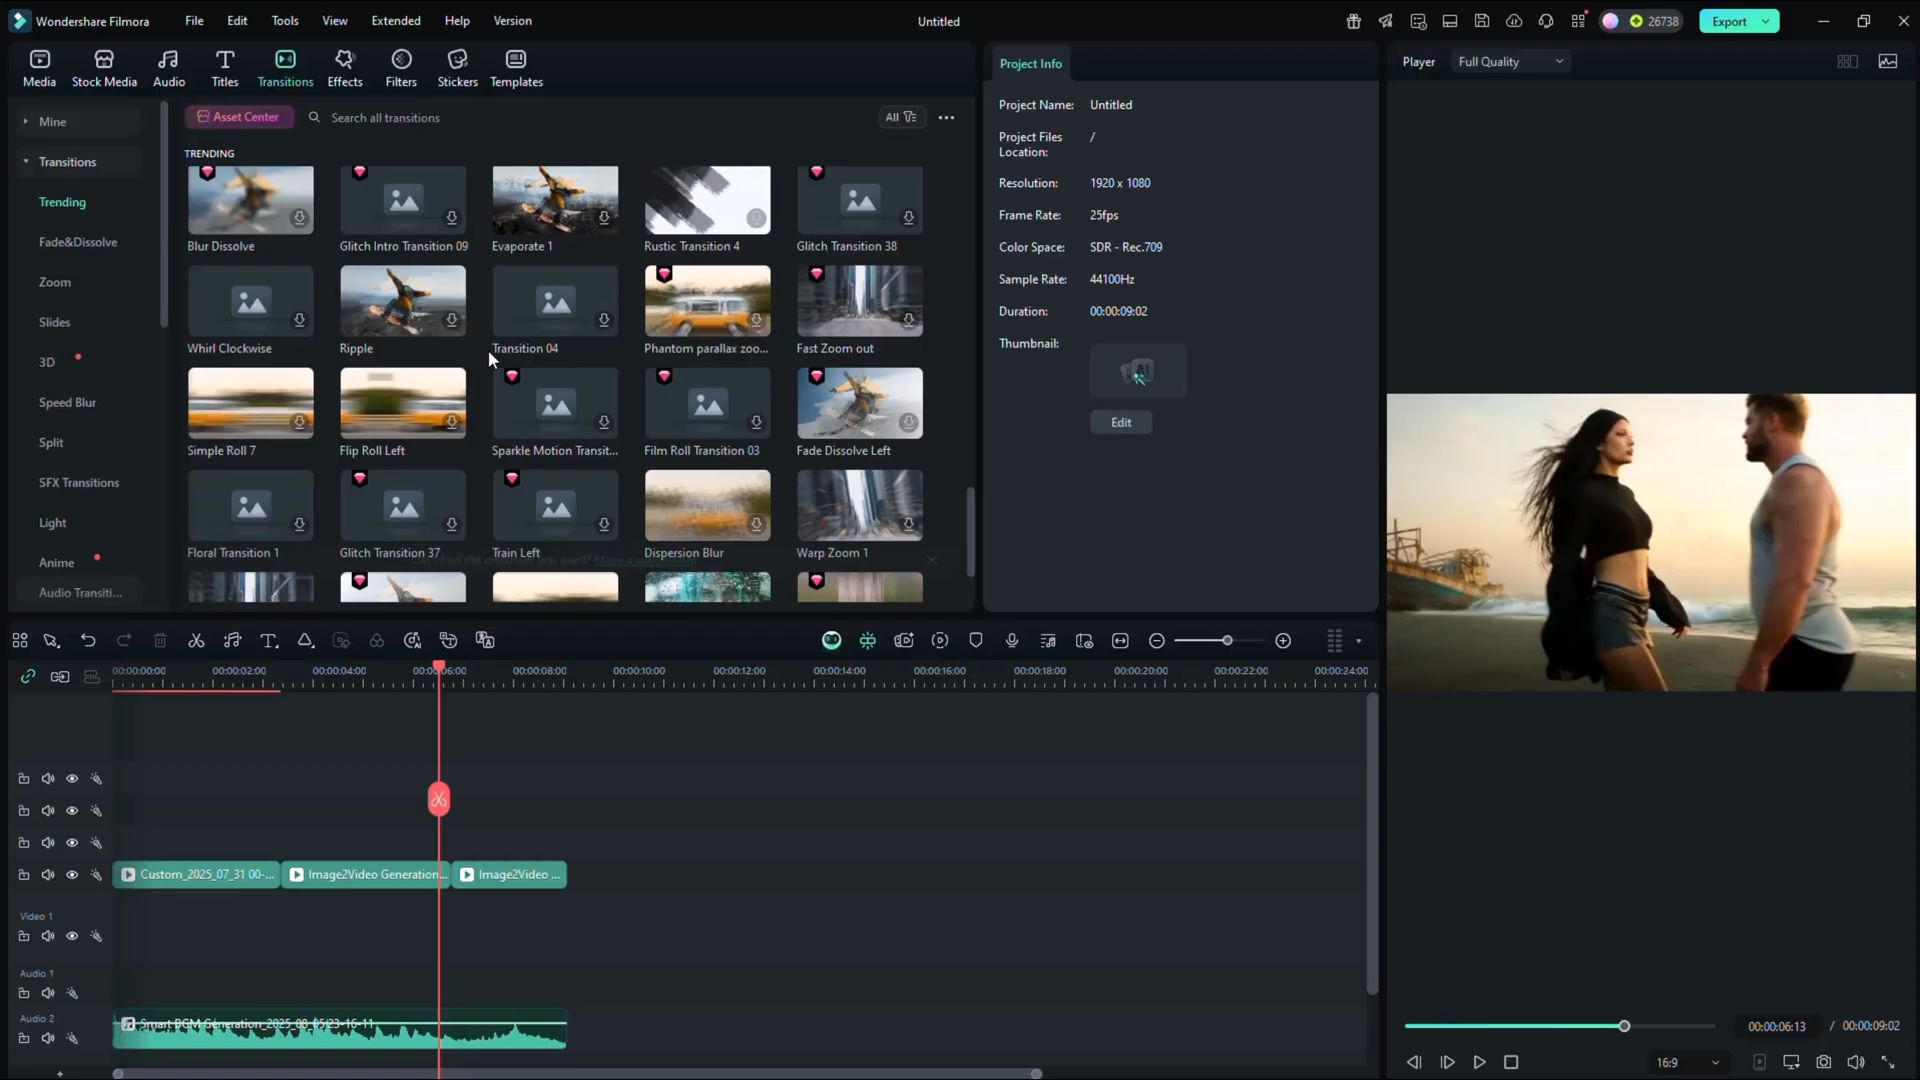 Wondershare Filmora
File
Edit
Tools
View
Extended
Help
Version
Untitled
26738
Export
Media
Stock Media
Audio
Titles
Transitions
Effects
Filters
Stickers
Templates
Mine
Transitions
Trending
Fade&Dissolve
Zoom
Slides
3D
Speed Blur
Split
SFX Transitions
Light
Anime
Audio Transiti...
Asset Center
Search all transitions
All
TRENDING
Blur Dissolve
Glitch Intro Transition 09
Evaporate 1
Rustic Transition 4
Glitch Transition 38
Whirl Clockwise
Ripple
Transition 04
Phantom parallax zoo...
Fast Zoom out
Simple Roll 7
Flip Roll Left
Sparkle Motion Transit...
Film Roll Transition 03
Fade Dissolve Left
Floral Transition 1
Glitch Transition 37
Train Left
Dispersion Blur
Warp Zoom 1
Project Info
Project Name: Untitled
Project Files Location: /
Resolution: 1920 x 1080
Frame Rate: 25fps
Color Space: SDR - Rec.709
Sample Rate: 44100Hz
Duration: 00:00:09:02
Thumbnail:
AI
Edit
Player
Full Quality
00:00:06:13 / 00:00:09:02
16:9
00:00:00:00
00:00:02:00
00:00:04:00
00:00:06:00
00:00:08:00
00:00:10:00
00:00:12:00
00:00:14:00
00:00:16:00
00:00:18:00
00:00:20:00
00:00:22:00
00:00:24:00
Custom_2025_07_31 00-...
Image2Video Generation...
Image2Video ...
Video 1
Audio 1
Audio 2
Smart BGM Generation_2025_08_05|23-16-11